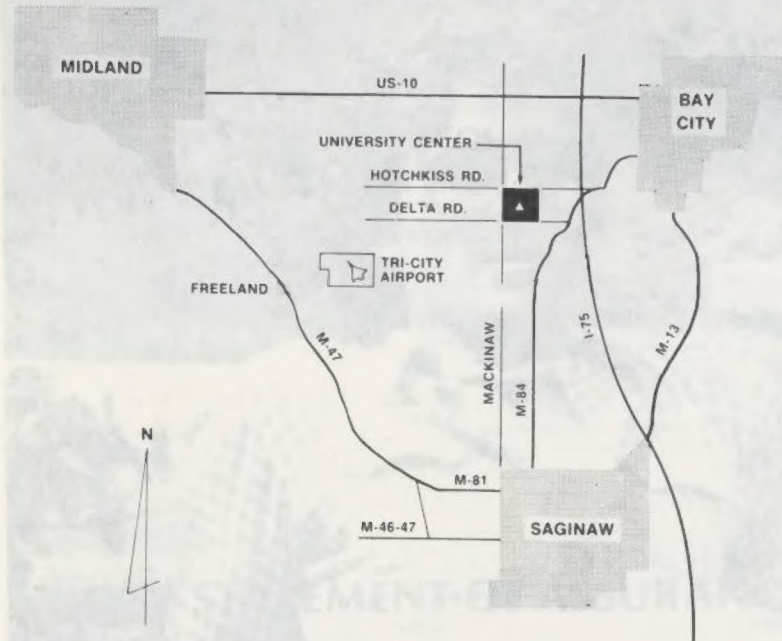 MIDLAND
US-10
BAY
CITY
UNIVERSITY CENTER
HOTCHKISS RD.
DELTA RD.
TRI-CITY
AIRPORT
FREELAND
M-47
MACKINAW
M-84
I-75
M-13
N
M-81
M-46-47
SAGINAW